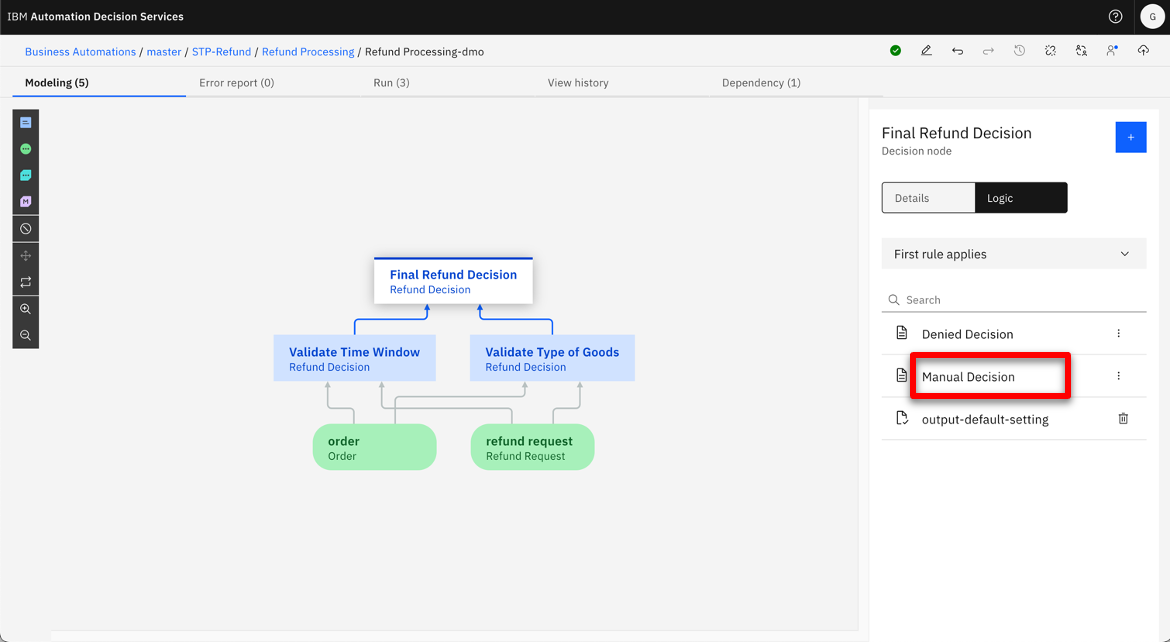 IBM Automation Decision Services
G
Business Automations / master / STP-Refund / Refund Processing / Refund Processing-dmo
Modeling (5)
Error report (0)
Run (3)
View history
Dependency (1)
M
Final Refund Decision
Refund Decision
Validate Time Window
Refund Decision
Validate Type of Goods
Refund Decision
order
Order
refund request
Refund Request
Final Refund Decision
Decision node
+
Details
Logic
First rule applies
Search
Denied Decision
Manual Decision
output-default-setting